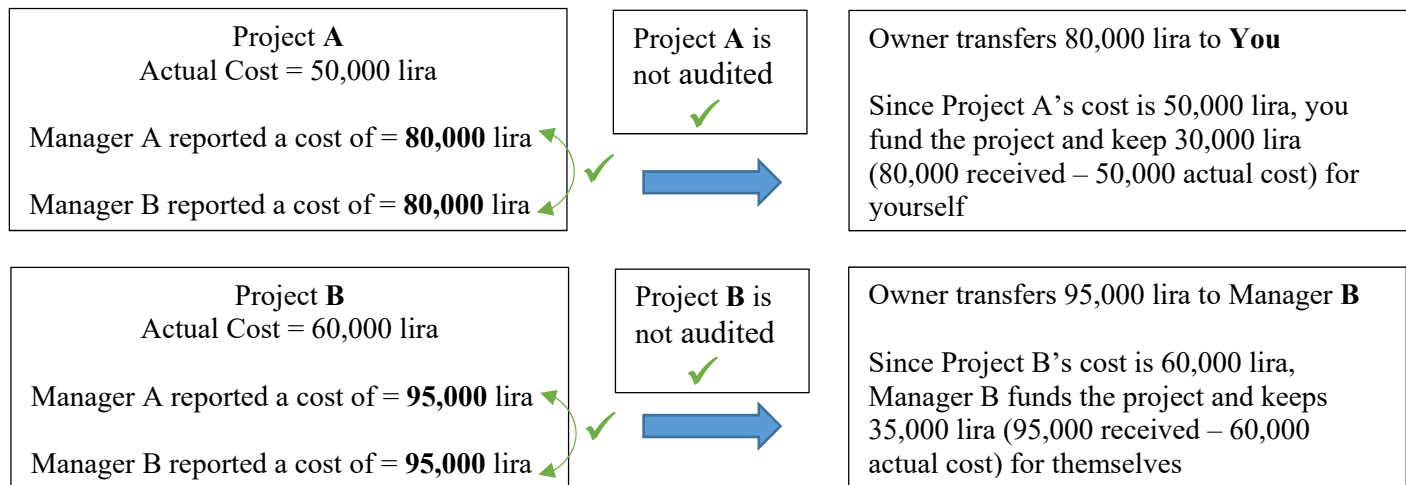 Project A
Actual Cost = 50,000 lira
Manager A reported a cost of = 80,000 lira
Manager B reported a cost of = 80,000 lira
Project A is
not audited
Owner transfers 80,000 lira to You
Since Project A’s cost is 50,000 lira, you
fund the project and keep 30,000 lira
(80,000 received – 50,000 actual cost) for
yourself
Project B
Actual Cost = 60,000 lira
Manager A reported a cost of = 95,000 lira
Manager B reported a cost of = 95,000 lira
Project B is
not audited
Owner transfers 95,000 lira to Manager B
Since Project B’s cost is 60,000 lira,
Manager B funds the project and keeps
35,000 lira (95,000 received – 60,000
actual cost) for themselves